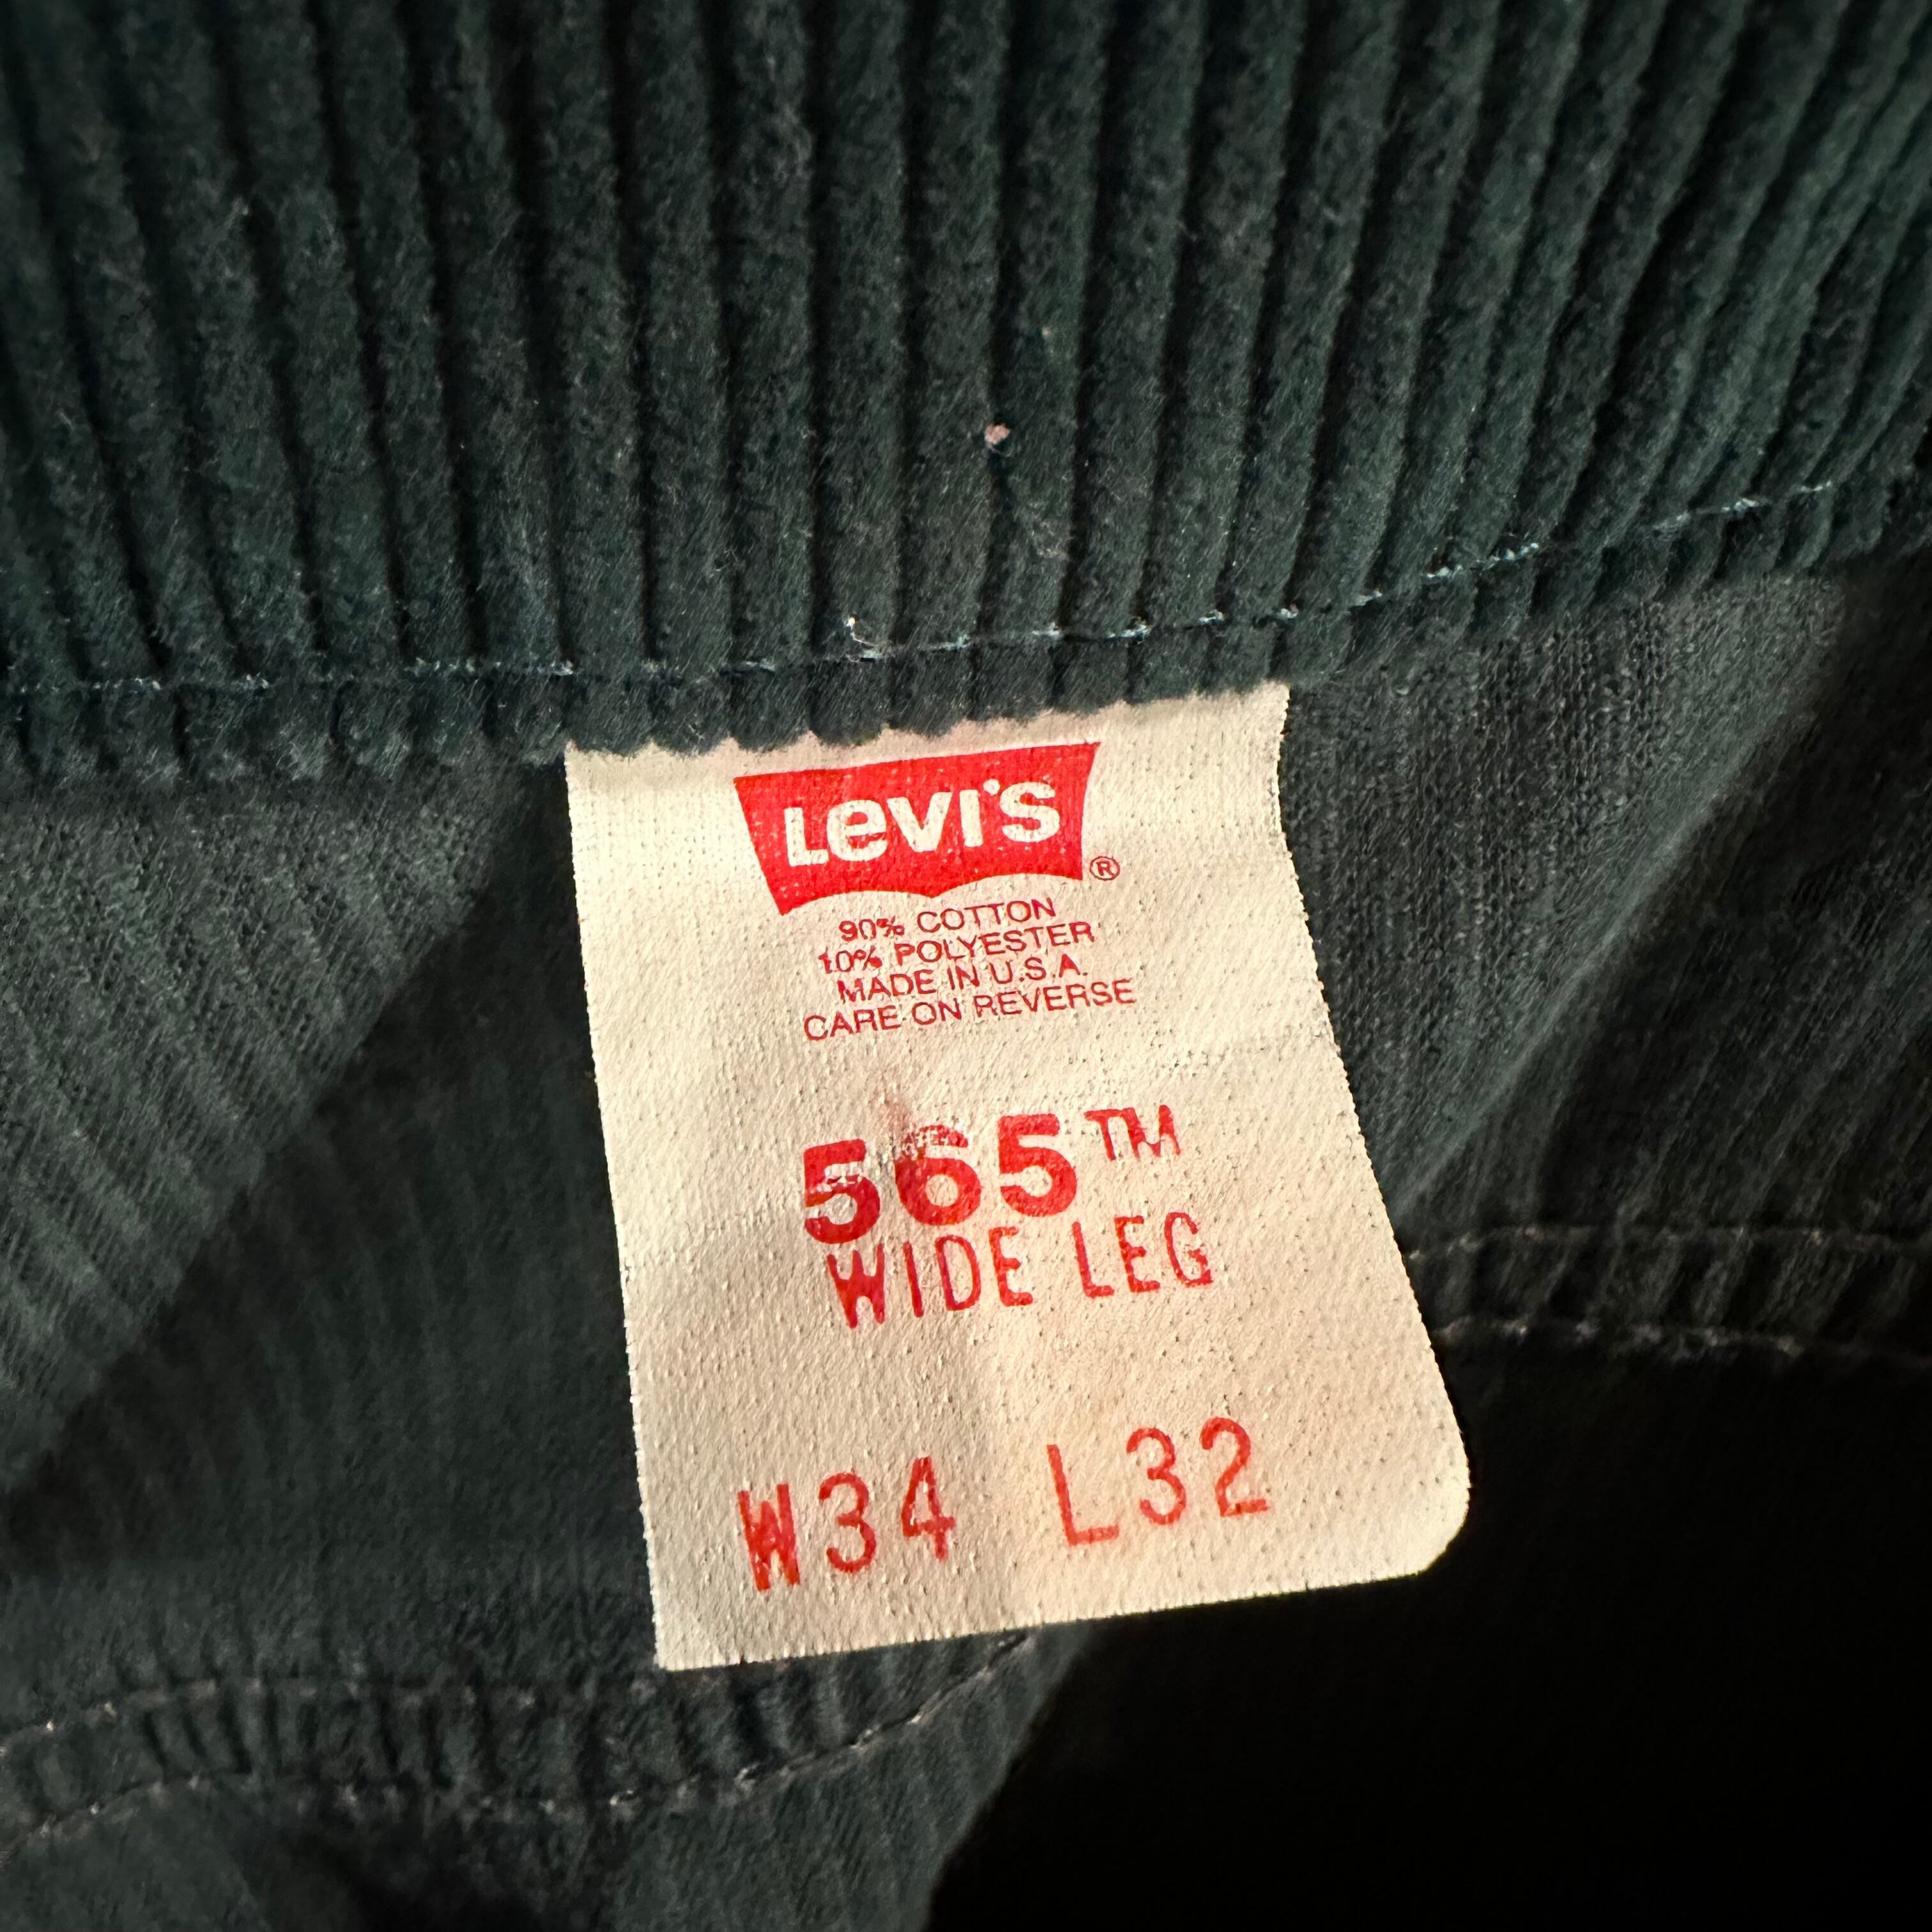 Levi's ®
90% COTTON
10% POLYESTER
MADE IN U.S.A.
CARE ON REVERSE
565™
WIDE LEG
W34 L32